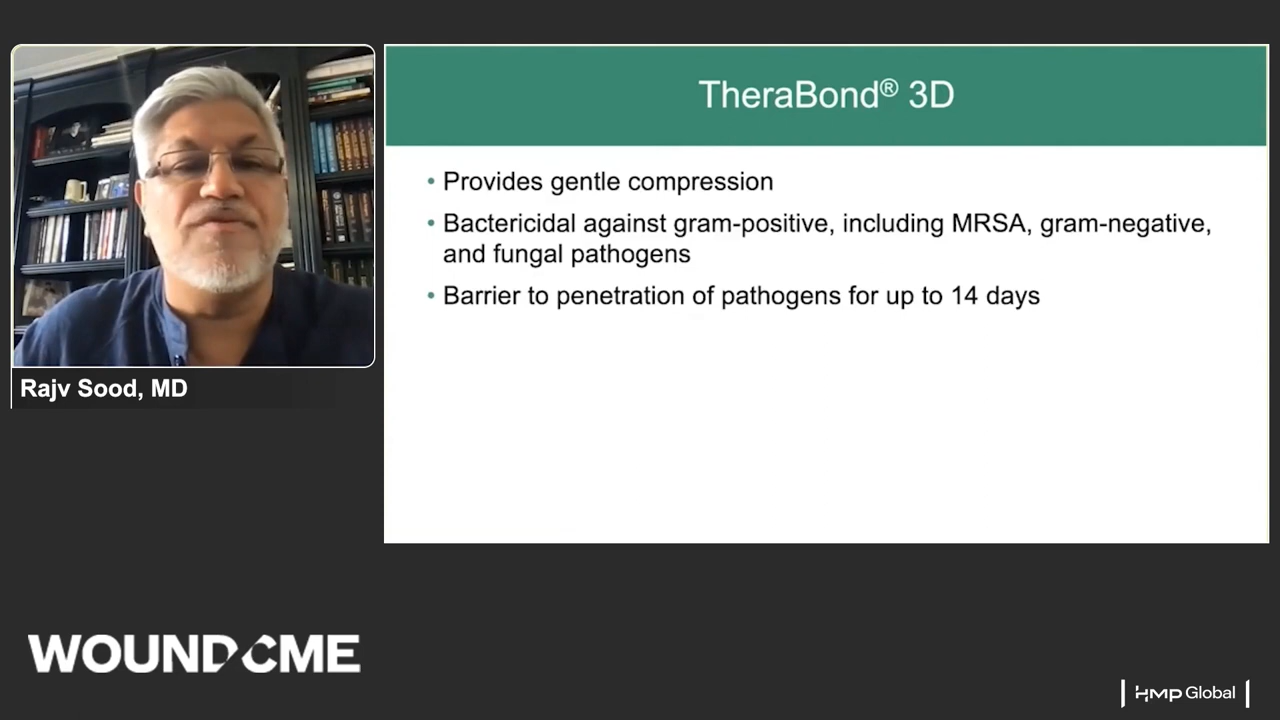 TheraBond® 3D
• Provides gentle compression
• Bactericidal against gram-positive, including MRSA, gram-negative,
and fungal pathogens
• Barrier to penetration of pathogens for up to 14 days
Rajv Sood, MD
WOUNDCME
HMP Global